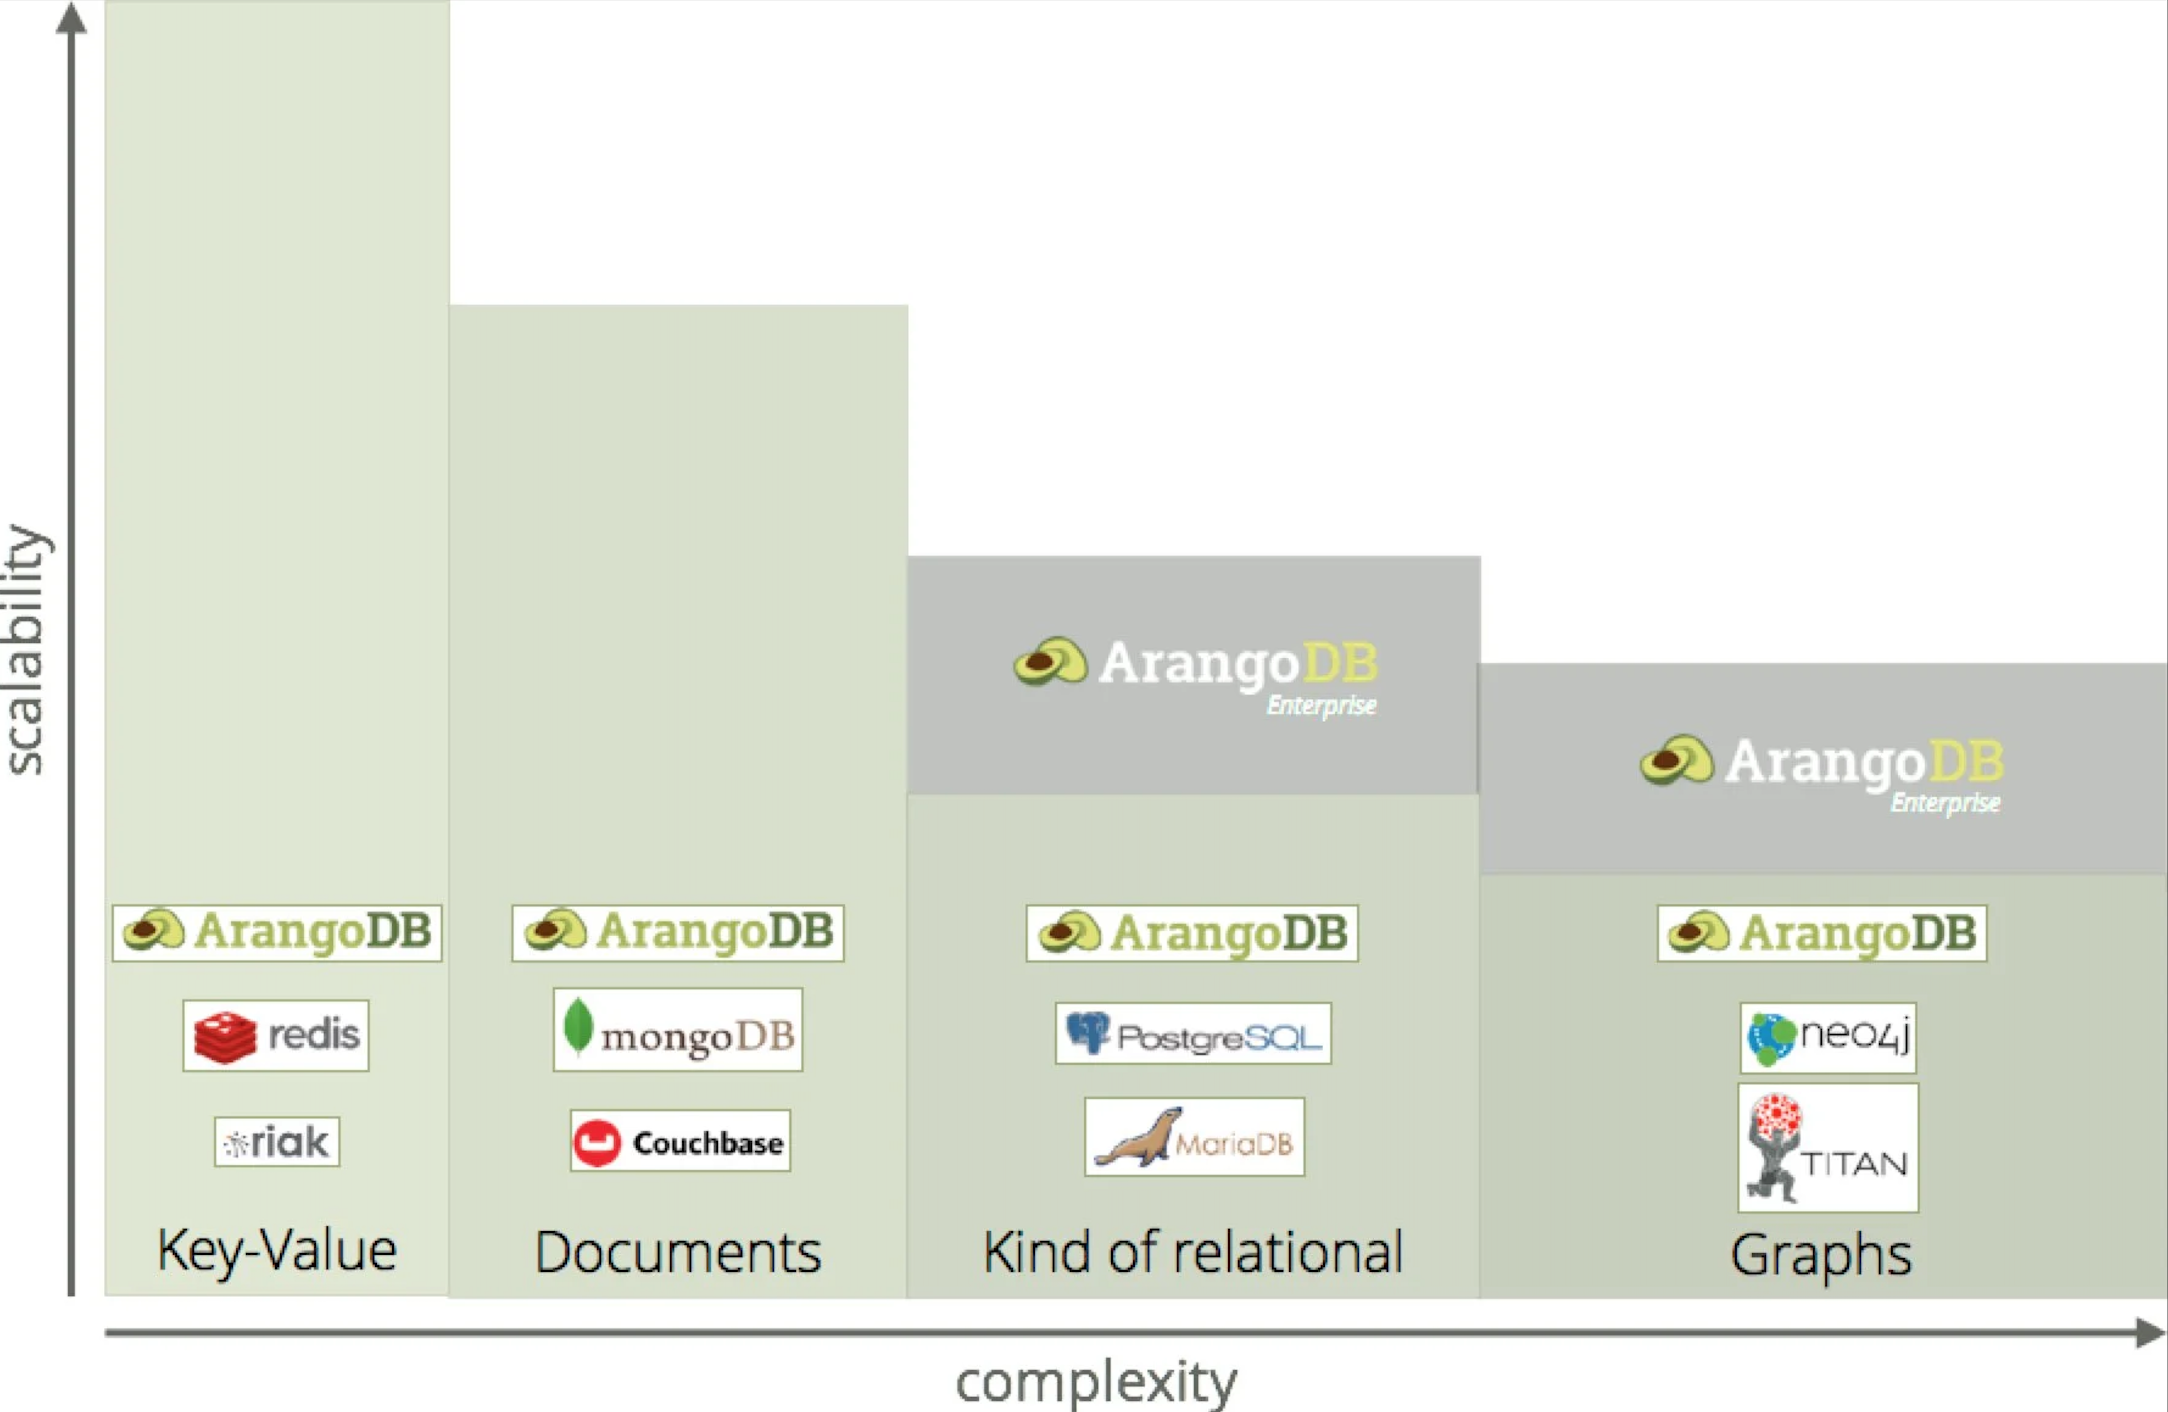 scalability
ArangoDB
redis
riak
Key-Value
ArangoDB
mongoDB
Couchbase
Documents
ArangoDB
Enterprise
ArangoDB
PostgreSQL
MariaDB
Kind of relational
ArangoDB
Enterprise
ArangoDB
neo4j
TITAN
Graphs
complexity